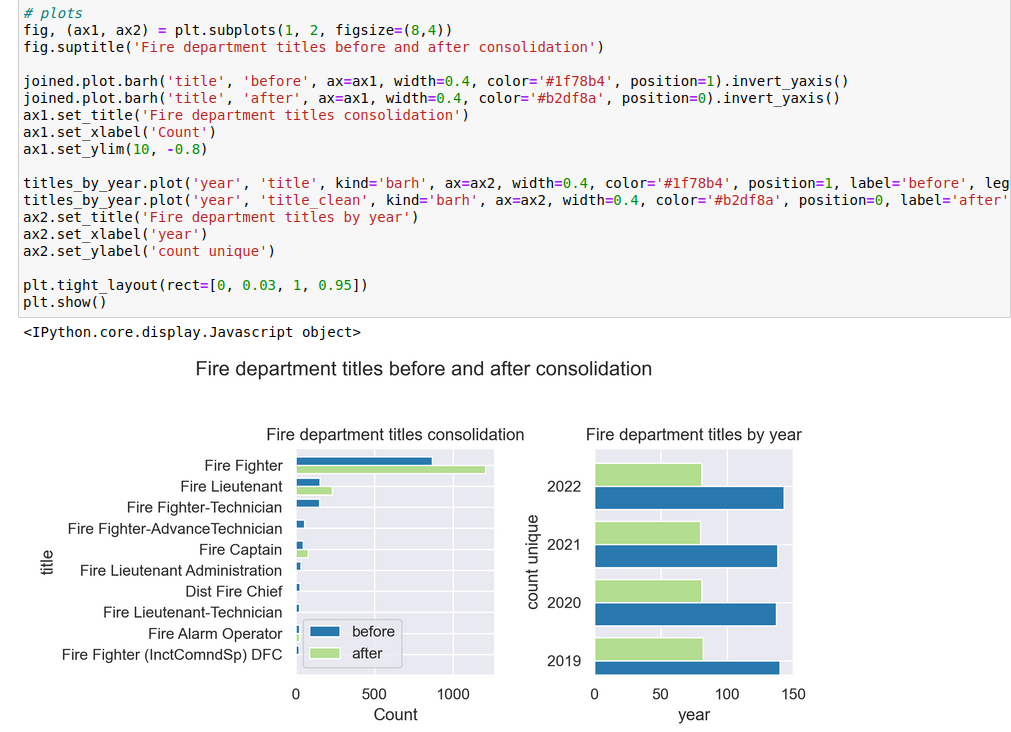 # plots
fig, (ax1, ax2) = plt.subplots(1, 2, figsize=(8,4))
fig.suptitle('Fire department titles before and after consolidation')
joined.plot.barh('title', 'before', ax=ax1, width=0.4, color='#1f78b4', position=1).invert_yaxis()
joined.plot.barh('title', 'after', ax=ax1, width=0.4, color='#b2df8a', position=0).invert_yaxis()
ax1.set_title('Fire department titles consolidation')
ax1.set_xlabel('Count')
ax1.set_ylim(10, -0.8)
titles_by_year.plot('year', 'title', kind='barh', ax=ax2, width=0.4, color='#1f78b4', position=1, label='before', leg
titles_by_year.plot('year', 'title_clean', kind='barh', ax=ax2, width=0.4, color='#b2df8a', position=0, label='after'
ax2.set_title('Fire department titles by year')
ax2.set_xlabel('year')
ax2.set_ylabel('count unique')
plt.tight_layout(rect=[0, 0.03, 1, 0.95])
plt.show()
<IPython.core.display.Javascript object>
Fire department titles before and after consolidation
Fire department titles consolidation
title
Fire Fighter
Fire Lieutenant
Fire Fighter-Technician
Fire Fighter-AdvanceTechnician
Fire Captain
Fire Lieutenant Administration
Dist Fire Chief
Fire Lieutenant-Technician
Fire Alarm Operator
Fire Fighter (InctComndSp) DFC
before
after
0 500 1000
Count
Fire department titles by year
count unique
2022
2021
2020
2019
0 50 100 150
year